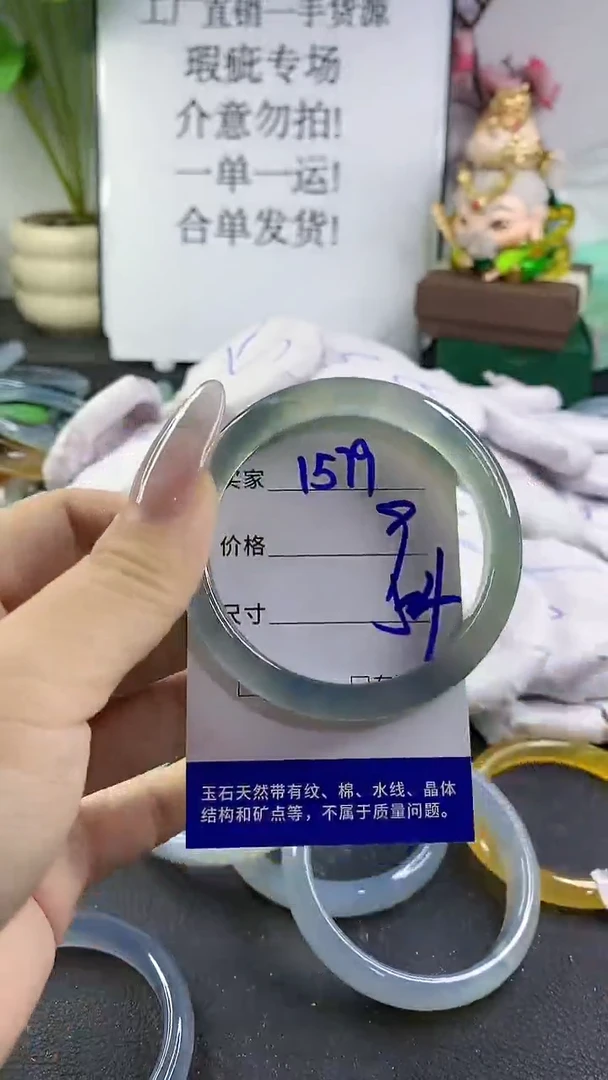 工厂直销一手货源
瑕疵专场
介意勿拍!
一单一运!
合单发货!
买家 1579
价格
尺寸 54
玉石天然带有纹、棉、水线、晶体
结构和矿点等，不属于质量问题。